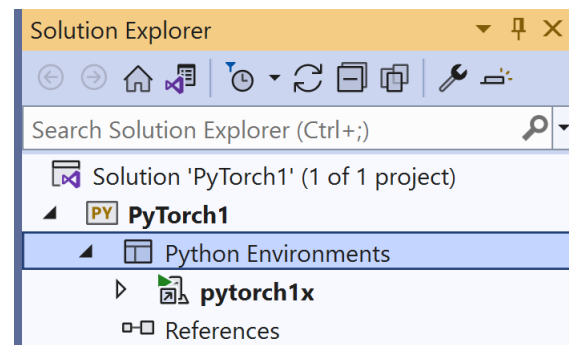 Solution Explorer
Search Solution Explorer (Ctrl+;)
Solution 'PyTorch1' (1 of 1 project)
PY PyTorch1
Python Environments
pytorch1x
References